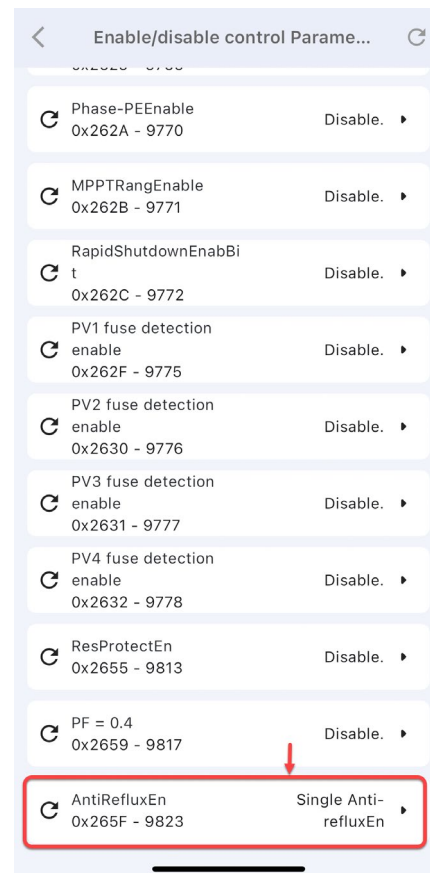 Enable/disable control Parame...
Phase-PEEnable
0x262A - 9770
Disable.
MPPTRangEnable
0x262B - 9771
Disable.
RapidShutdownEnabBi
t
0x262C - 9772
Disable.
PV1 fuse detection
enable
0x262F - 9775
Disable.
PV2 fuse detection
enable
0x2630 - 9776
Disable.
PV3 fuse detection
enable
0x2631 - 9777
Disable.
PV4 fuse detection
enable
0x2632 - 9778
Disable.
ResProtectEn
0x2655 - 9813
Disable.
PF = 0.4
0x2659 - 9817
Disable.
AntiRefluxEn
0x265F - 9823
Single Anti-
refluxEn